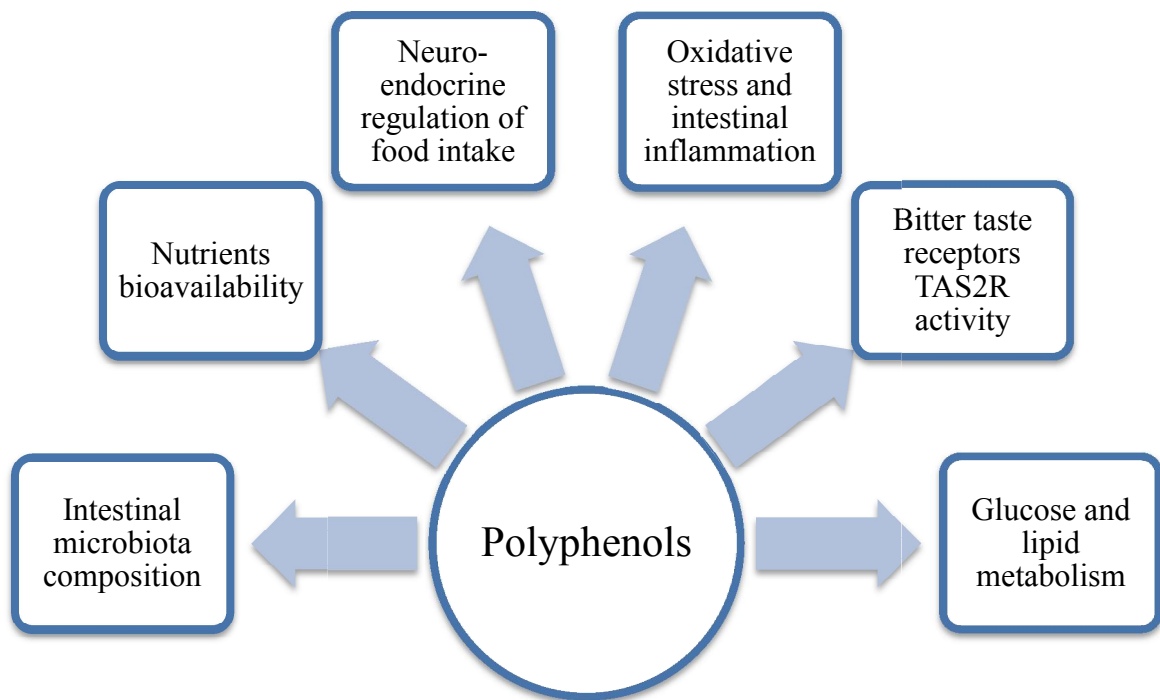 Neuro-
endocrine
regulation of
food intake
Oxidative
stress and
intestinal
inflammation
Nutrients
bioavailability
Bitter taste
receptors
TAS2R
activity
Intestinal
microbiota
composition
Polyphenols
Glucose and
lipid
metabolism